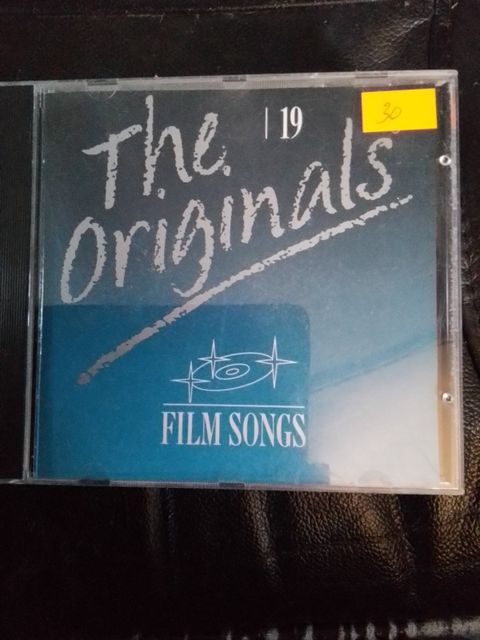 The
| 19
30
Originals
FILM SONGS